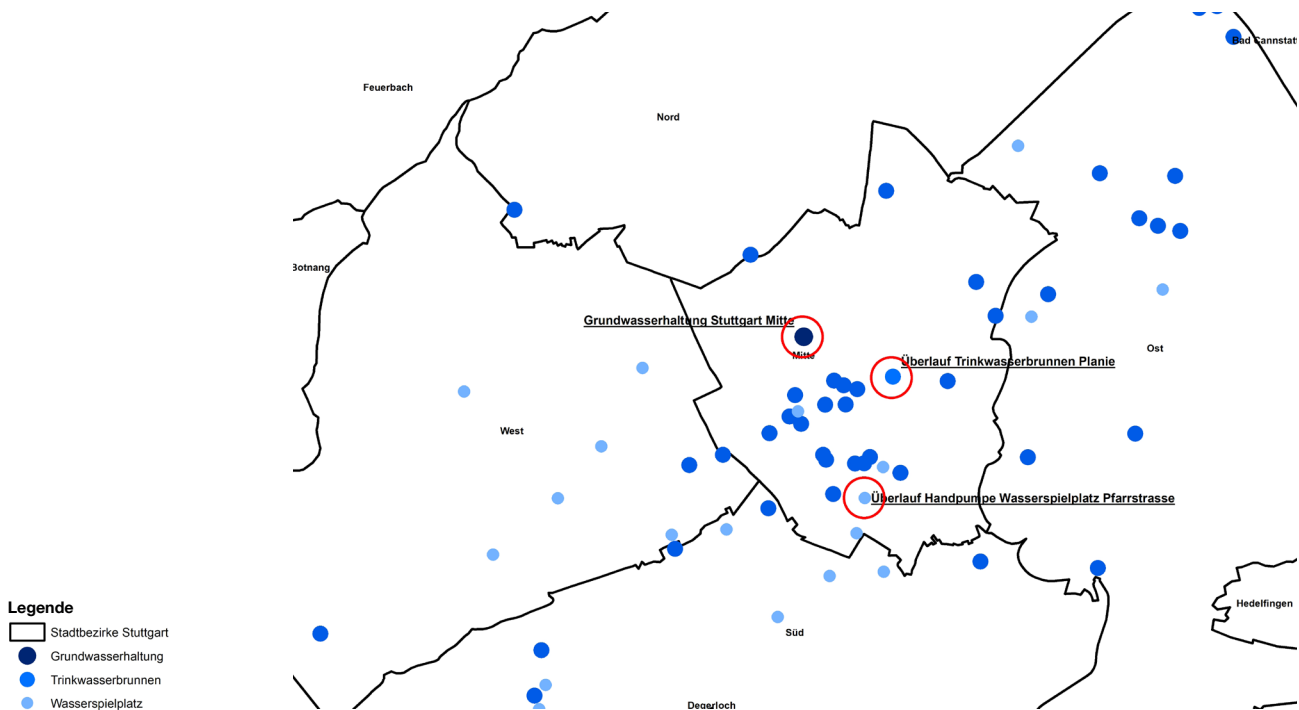 Bad Cannstatt
Feuerbach
Nord
Botnang
Grundwasserhaltung Stuttgart Mitte
Mitte
Überlauf Trinkwasserbrunnen Planie
Ost
West
Überlauf Handpumpe Wasserspielplatz Pfarrstrasse
Hedelfingen
Süd
Degerloch
Legende
Stadtbezirke Stuttgart
Grundwasserhaltung
Trinkwasserbrunnen
Wasserspielplatz